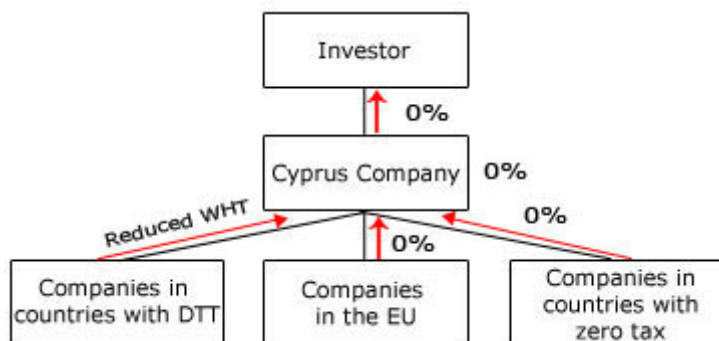 Investor
0%
Cyprus Company
0%
Reduced WHT
0%
0%
Companies in
countries with DTT
Companies
in the EU
Companies in
countries with
zero tax